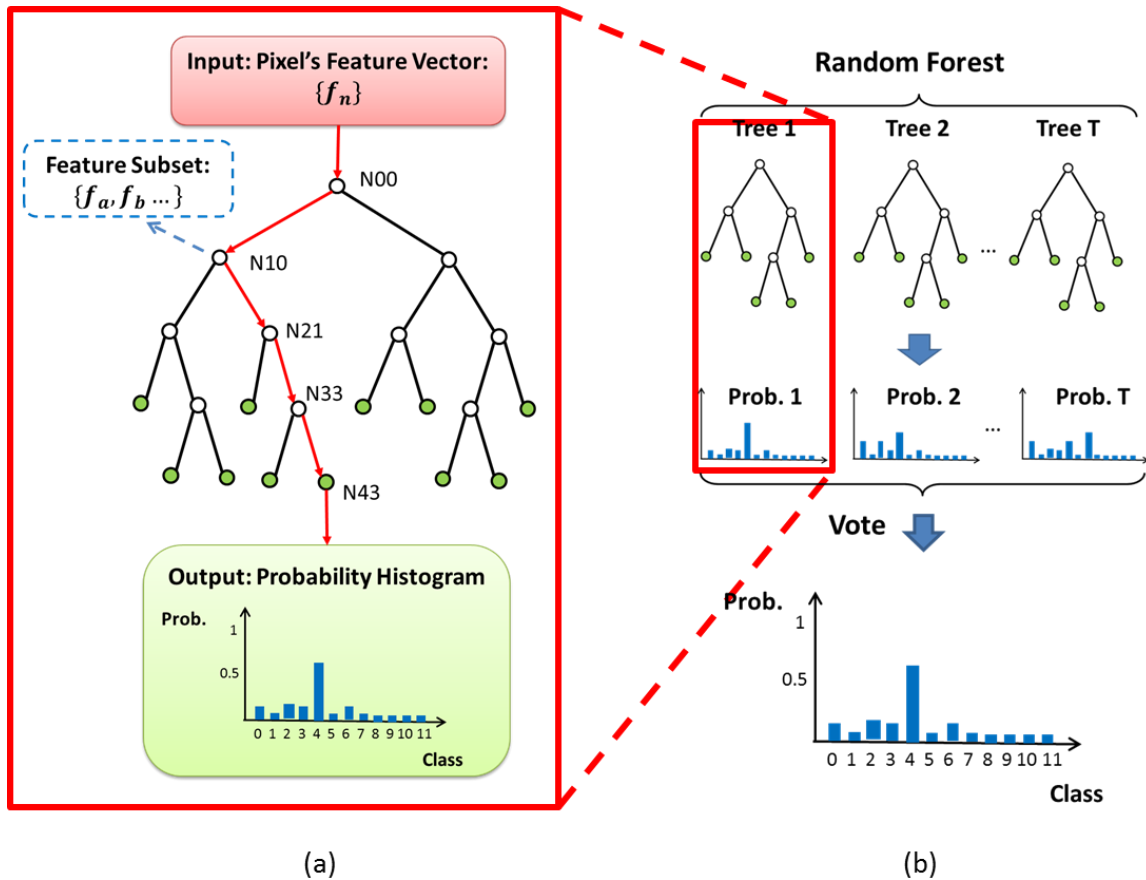 Input: Pixel's Feature Vector:
{fₙ}
Feature Subset:
{fₐ, f_b ...}
N00
N10
N21
N33
N43
Output: Probability Histogram
Prob.
1
0.5
0 1 2 3 4 5 6 7 8 9 10 11
Class
(a)
Random Forest
Tree 1 Tree 2 Tree T
...
Prob. 1 Prob. 2 Prob. T
...
Vote
Prob.
1
0.5
0 1 2 3 4 5 6 7 8 9 10 11
Class
(b)